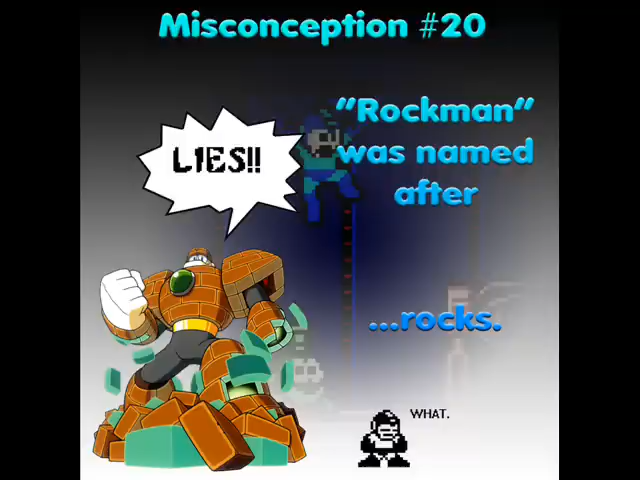 Misconception #20
"Rockman"
was named
after
LIES!!
...rocks.
WHAT.